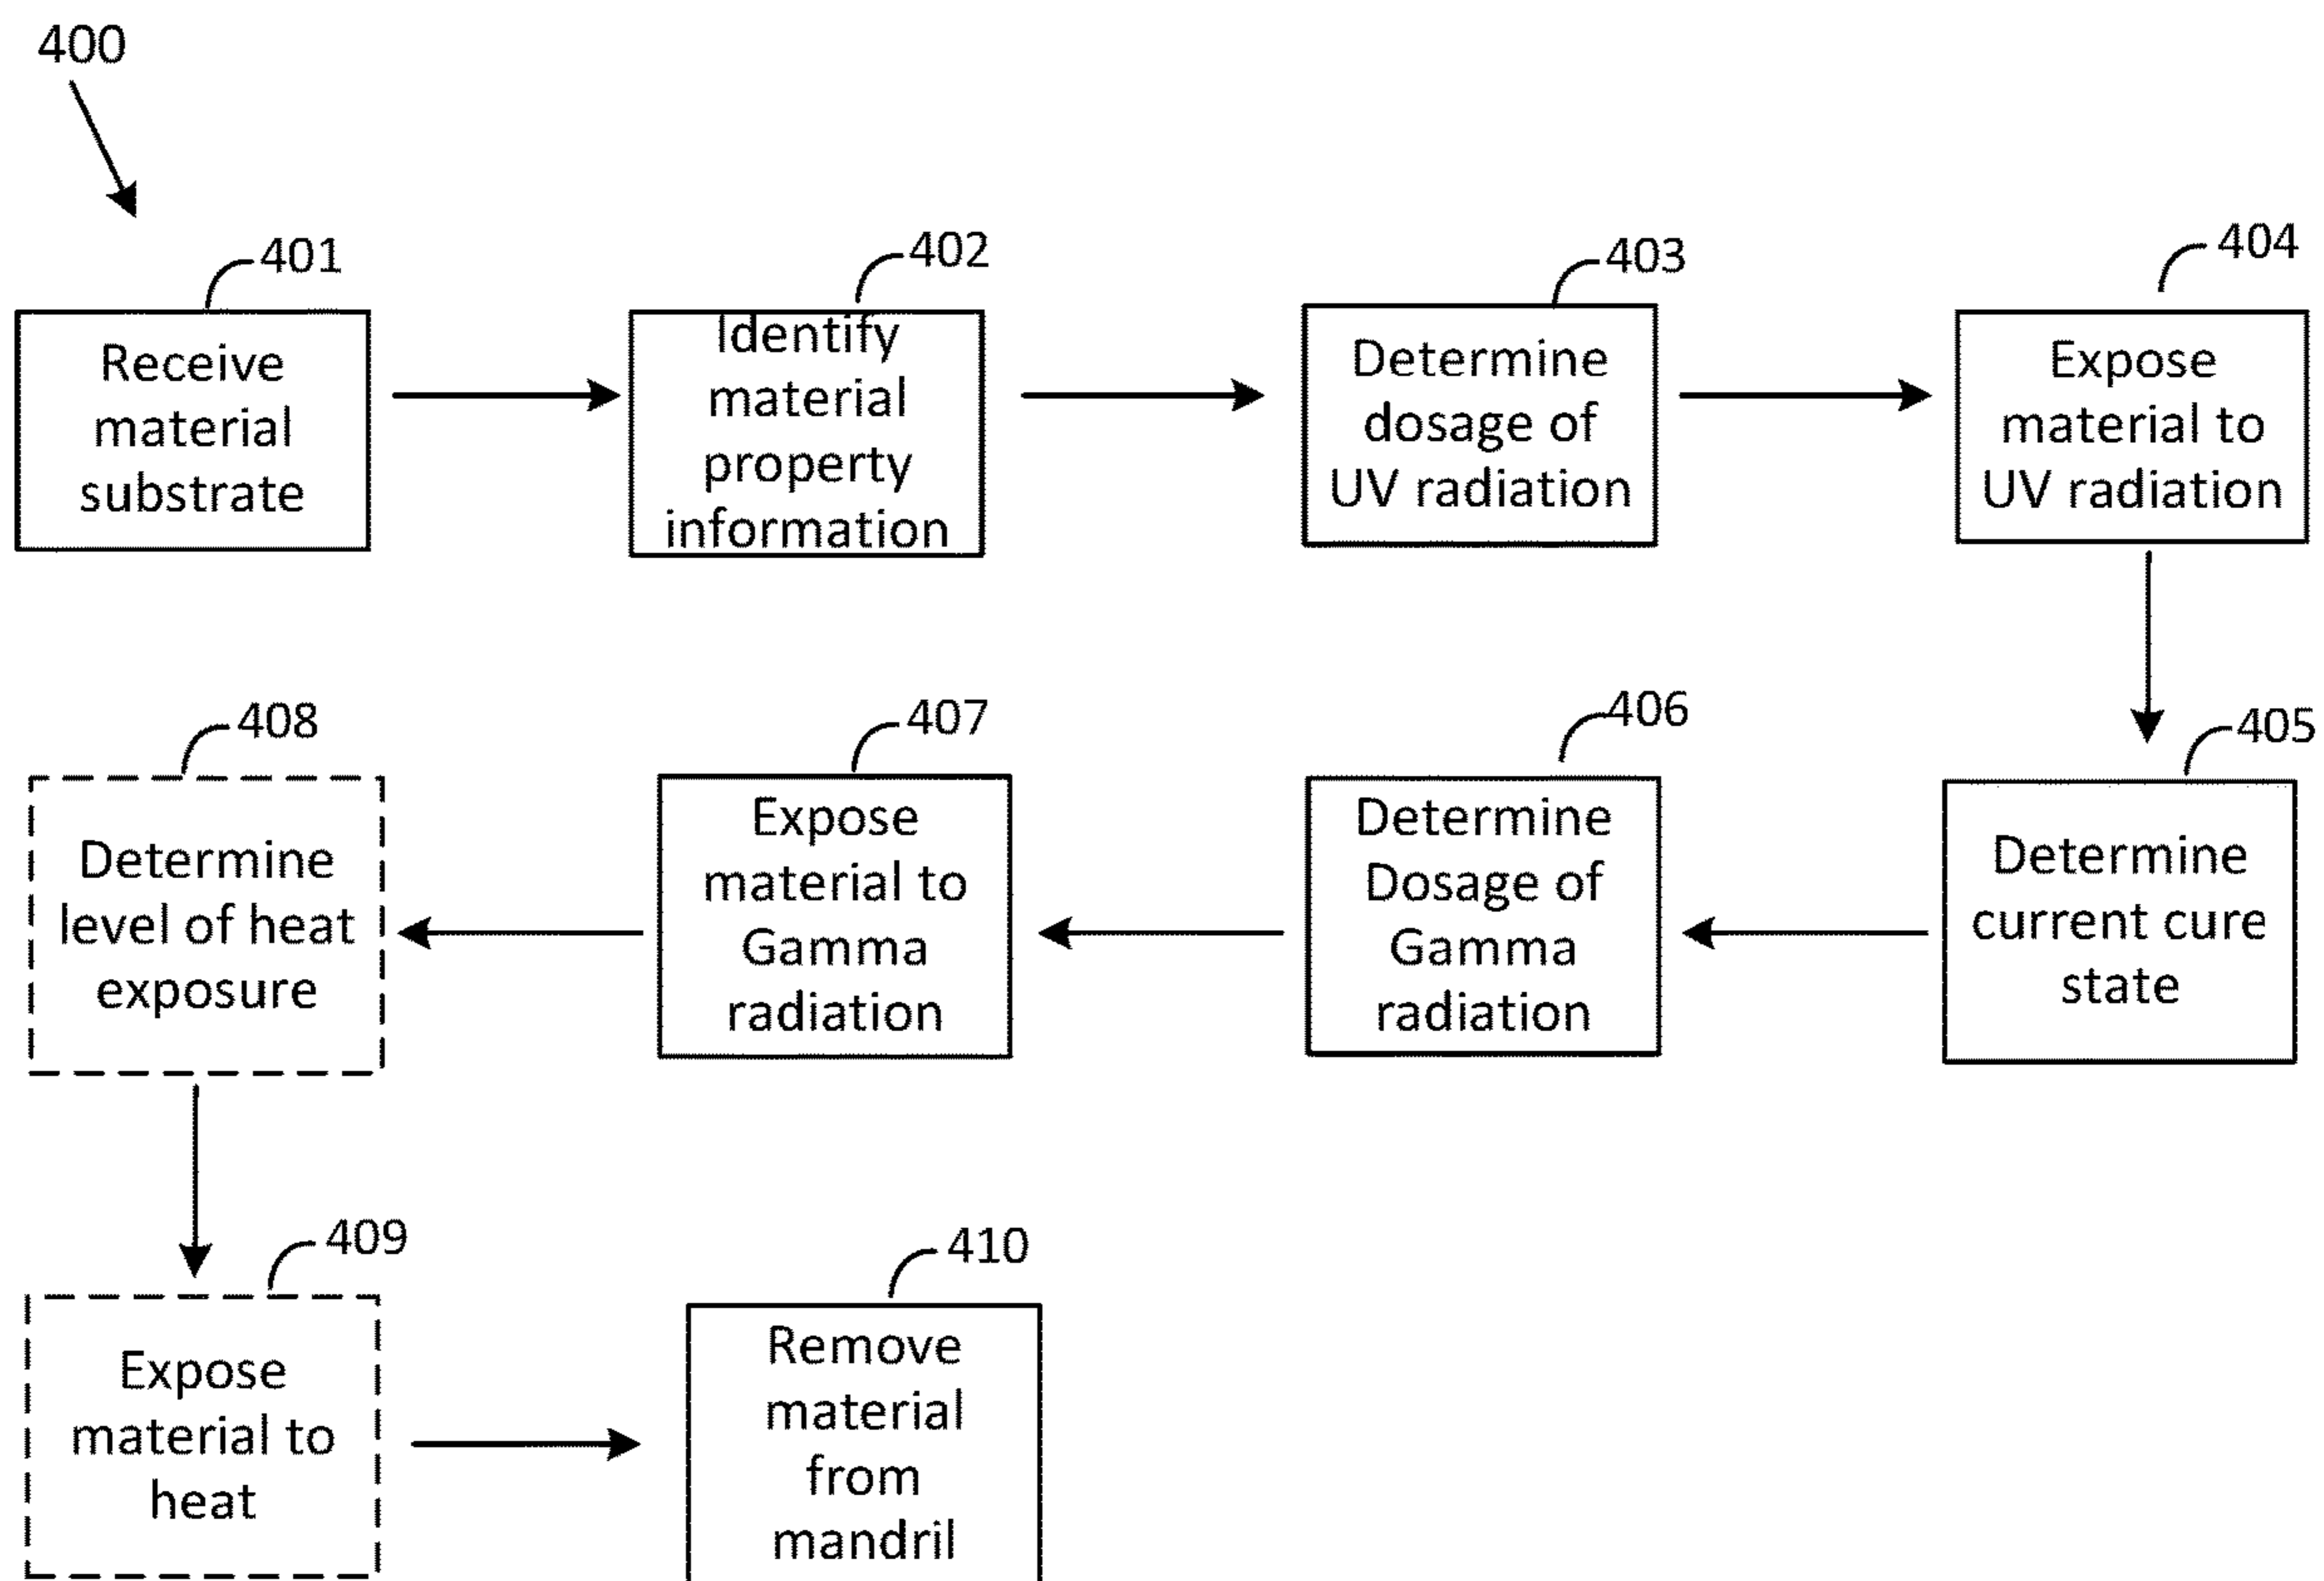 400
401
Receive
material
substrate
402
Identify
material
property
information
403
Determine
dosage of
UV radiation
404
Expose
material to
UV radiation
405
Determine
current cure
state
406
Determine
Dosage of
Gamma
radiation
407
Expose
material to
Gamma
radiation
408
Determine
level of heat
exposure
409
Expose
material to
heat
410
Remove
material
from
mandril